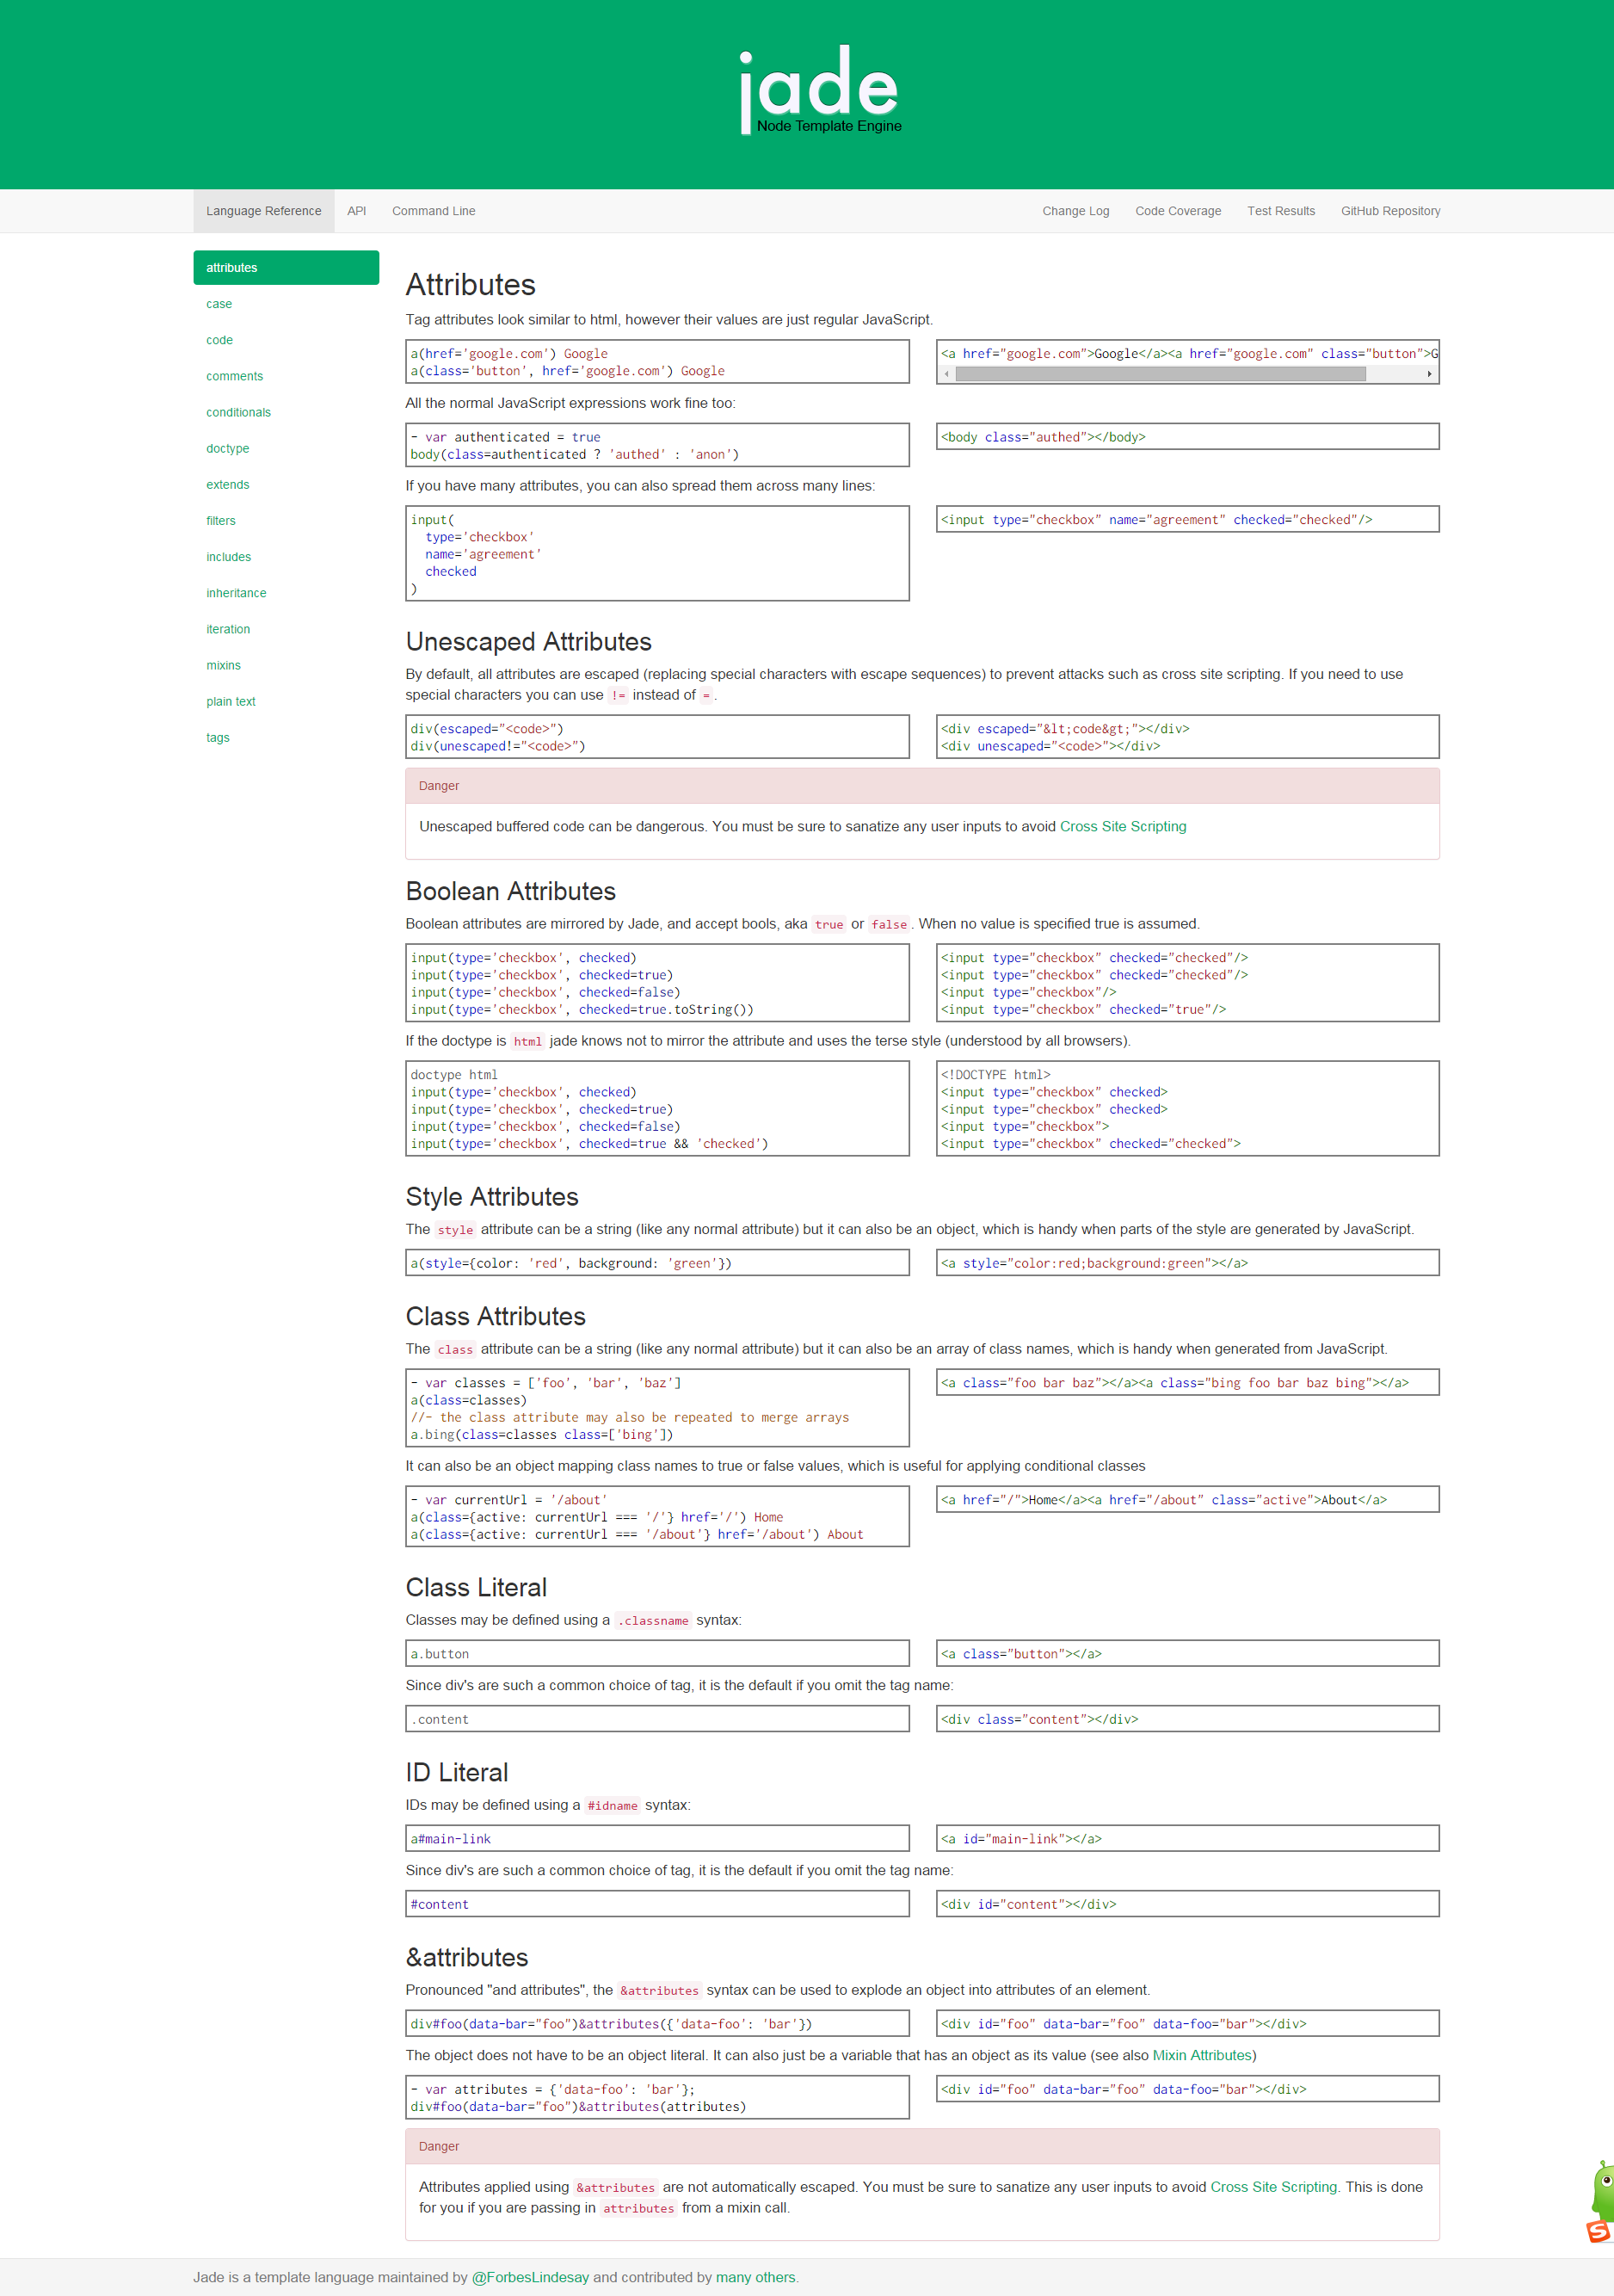 jade
Node Template Engine
Language Reference API Command Line Change Log Code Coverage Test Results GitHub Repository
attributes
case
code
comments
conditionals
doctype
extends
filters
includes
inheritance
iteration
mixins
plain text
tags
Attributes
Tag attributes look similar to html, however their values are just regular JavaScript.
a(href='google.com') Google
a(class='button', href='google.com') Google
<a href="google.com">Google</a><a href="google.com" class="button">G
All the normal JavaScript expressions work fine too:
- var authenticated = true
body(class=authenticated ? 'authed' : 'anon')
<body class="authed"></body>
If you have many attributes, you can also spread them across many lines:
input(
  type='checkbox'
  name='agreement'
  checked
)
<input type="checkbox" name="agreement" checked="checked"/>
Unescaped Attributes
By default, all attributes are escaped (replacing special characters with escape sequences) to prevent attacks such as cross site scripting. If you need to use
special characters you can use != instead of =.
div(escaped="<code>")
div(unescaped!="<code>")
<div escaped="&lt;code&gt;"></div>
<div unescaped="<code>"></div>
Danger
Unescaped buffered code can be dangerous. You must be sure to sanatize any user inputs to avoid Cross Site Scripting
Boolean Attributes
Boolean attributes are mirrored by Jade, and accept bools, aka true or false. When no value is specified true is assumed.
input(type='checkbox', checked)
input(type='checkbox', checked=true)
input(type='checkbox', checked=false)
input(type='checkbox', checked=true.toString())
<input type="checkbox" checked="checked"/>
<input type="checkbox" checked="checked"/>
<input type="checkbox"/>
<input type="checkbox" checked="true"/>
If the doctype is html jade knows not to mirror the attribute and uses the terse style (understood by all browsers).
doctype html
input(type='checkbox', checked)
input(type='checkbox', checked=true)
input(type='checkbox', checked=false)
input(type='checkbox', checked=true && 'checked')
<!DOCTYPE html>
<input type="checkbox" checked>
<input type="checkbox" checked>
<input type="checkbox">
<input type="checkbox" checked="checked">
Style Attributes
The style attribute can be a string (like any normal attribute) but it can also be an object, which is handy when parts of the style are generated by JavaScript.
a(style={color: 'red', background: 'green'})
<a style="color:red;background:green"></a>
Class Attributes
The class attribute can be a string (like any normal attribute) but it can also be an array of class names, which is handy when generated from JavaScript.
- var classes = ['foo', 'bar', 'baz']
a(class=classes)
//- the class attribute may also be repeated to merge arrays
a.bing(class=classes class=['bing'])
<a class="foo bar baz"></a><a class="bing foo bar baz bing"></a>
It can also be an object mapping class names to true or false values, which is useful for applying conditional classes
- var currentUrl = '/about'
a(class={active: currentUrl === '/'} href='/') Home
a(class={active: currentUrl === '/about'} href='/about') About
<a href="/">Home</a><a href="/about" class="active">About</a>
Class Literal
Classes may be defined using a .classname syntax:
a.button
<a class="button"></a>
Since div's are such a common choice of tag, it is the default if you omit the tag name:
.content
<div class="content"></div>
ID Literal
IDs may be defined using a #idname syntax:
a#main-link
<a id="main-link"></a>
Since div's are such a common choice of tag, it is the default if you omit the tag name:
#content
<div id="content"></div>
&attributes
Pronounced "and attributes", the &attributes syntax can be used to explode an object into attributes of an element.
div#foo(data-bar="foo")&attributes({'data-foo': 'bar'})
<div id="foo" data-bar="foo" data-foo="bar"></div>
The object does not have to be an object literal. It can also just be a variable that has an object as its value (see also Mixin Attributes)
- var attributes = {'data-foo': 'bar'};
div#foo(data-bar="foo")&attributes(attributes)
<div id="foo" data-bar="foo" data-foo="bar"></div>
Danger
Attributes applied using &attributes are not automatically escaped. You must be sure to sanatize any user inputs to avoid Cross Site Scripting. This is done
for you if you are passing in attributes from a mixin call.
S
Jade is a template language maintained by @ForbesLindesay and contributed by many others.